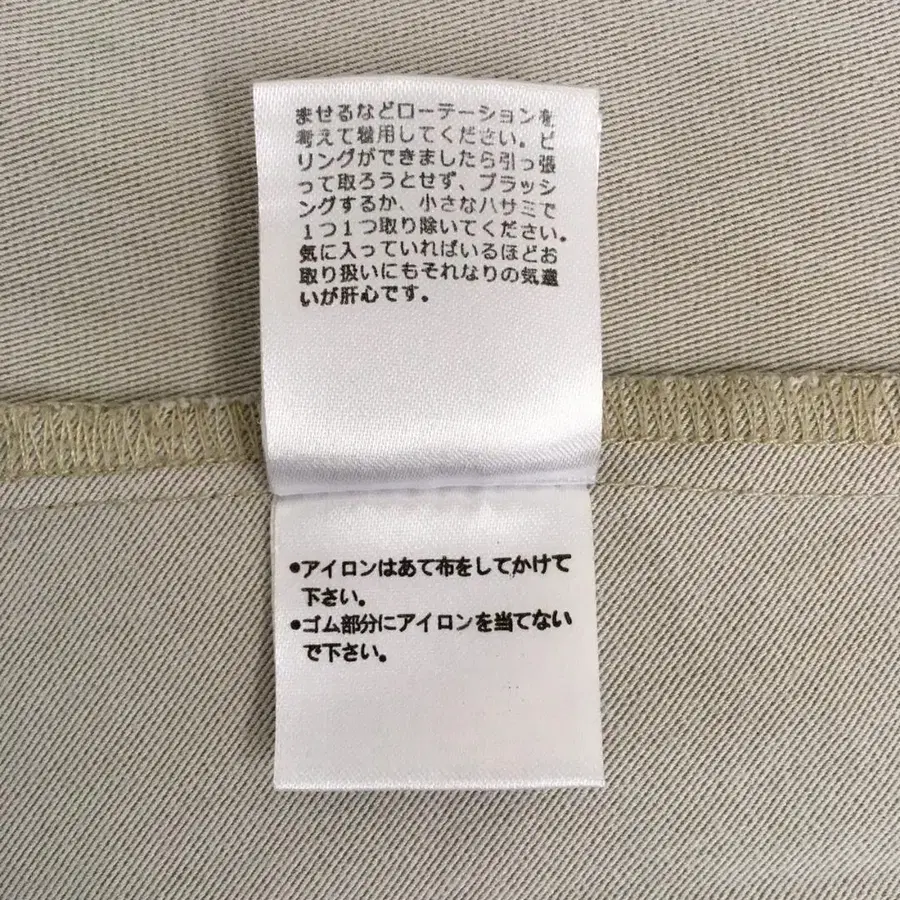 ませるなどローテーションを
考えて着用してください。ピ
リングができましたら引っ張
って取ろうとせず、ブラッシ
ングするか、小さなハサミで
1つ1つ取り除いてください。
気に入っていればいるほどお
取り扱いにもそれなりの気遣
いが肝心です。
•アイロンはあて布をしてかけて
下さい。
•ゴム部分にアイロンを当てない
で下さい。